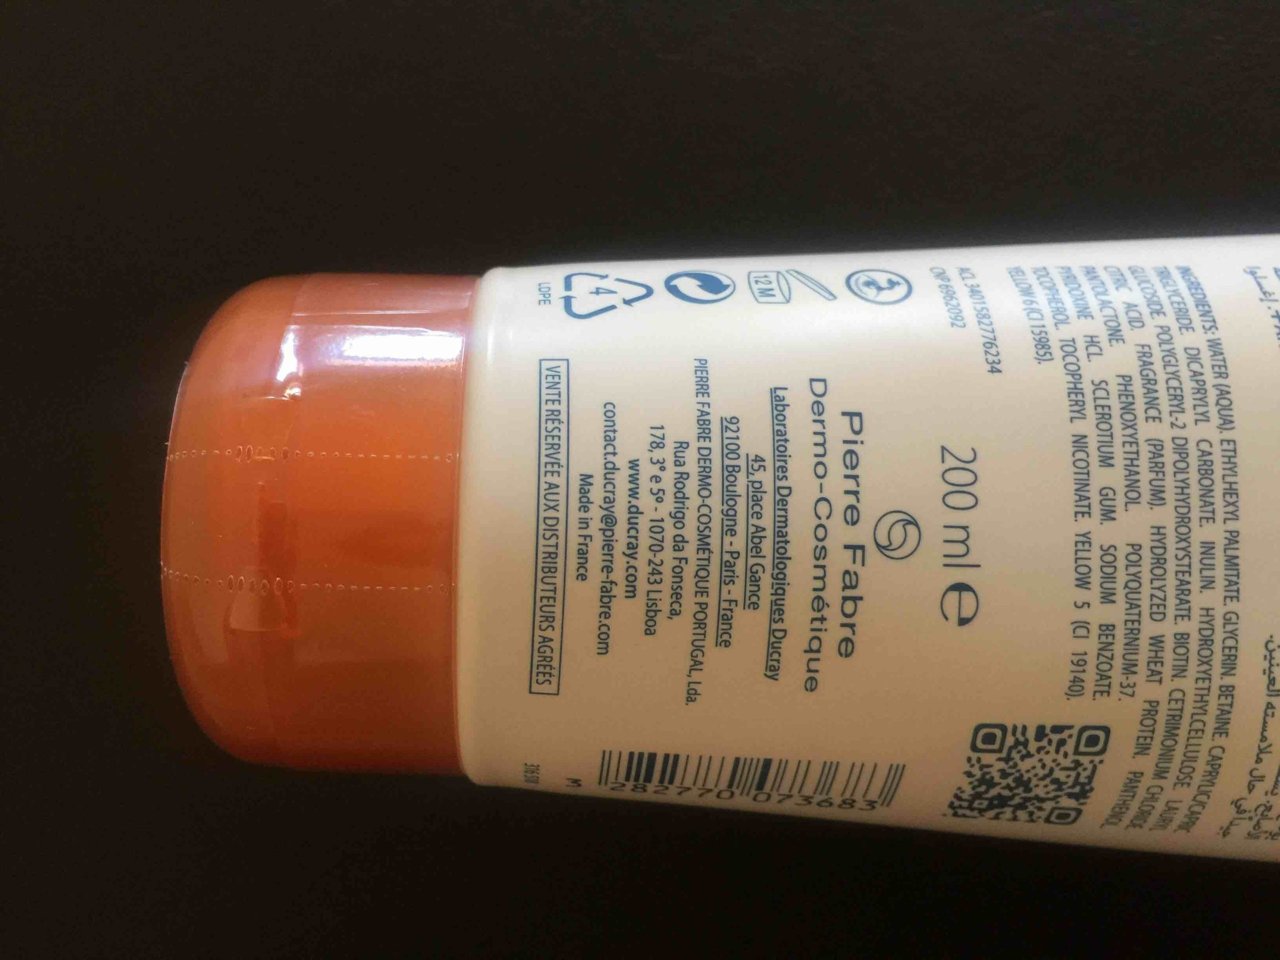 INGREDIENTS: WATER (AQUA). ETHYLHEXYL PALMITATE. GLYCERIN. BETAINE. CAPRYLIC/CAPRIC
TRIGLYCERIDE. DICAPRYLYL CARBONATE. INULIN. HYDROXYETHYLCELLULOSE. LAURYL
GLUCOSIDE. POLYGLYCERYL-2 DIPOLYHYDROXYSTEARATE. BIOTIN. CETRIMONIUM CHLORIDE.
CITRIC ACID. FRAGRANCE (PARFUM). HYDROLYZED WHEAT PROTEIN. PANTHENOL.
PANTOLACTONE. PHENOXYETHANOL. POLYQUATERNIUM-37.
PYRIDOXINE HCL. SCLEROTIUM GUM. SODIUM BENZOATE.
TOCOPHEROL. TOCOPHERYL NICOTINATE. YELLOW 5 (CI 19140).
YELLOW 6 (CI 15985).
ACL 3401582776234
CNP 6662092
200 ml e
12 M
Pierre Fabre
Dermo-Cosmétique
Laboratoires Dermatologiques Ducray
45, place Abel Gance
92100 Boulogne - Paris - France
PIERRE FABRE DERMO-COSMÉTIQUE PORTUGAL, Lda.
Rua Rodrigo da Fonseca,
178, 3º e 5º - 1070-243 Lisboa
www.ducray.com
contact.ducray@pierre-fabre.com
Made in France
VENTE RÉSERVÉE AUX DISTRIBUTEURS AGRÉÉS
4
LDPE
3 282770 073683